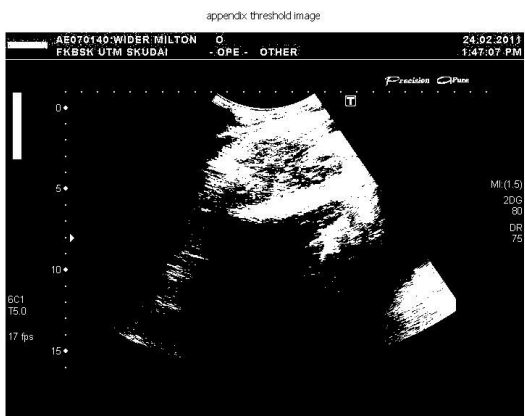 appendix threshold image
AE070140:WIDER MILTON O 24.02.2011
FKBSK UTM SKUDAI - OPE - OTHER 1:47:07 PM
Precision APure
T
0
5
MI:(1.5)
2DG
80
DR
75
10
6C1
T5.0
17 fps
15